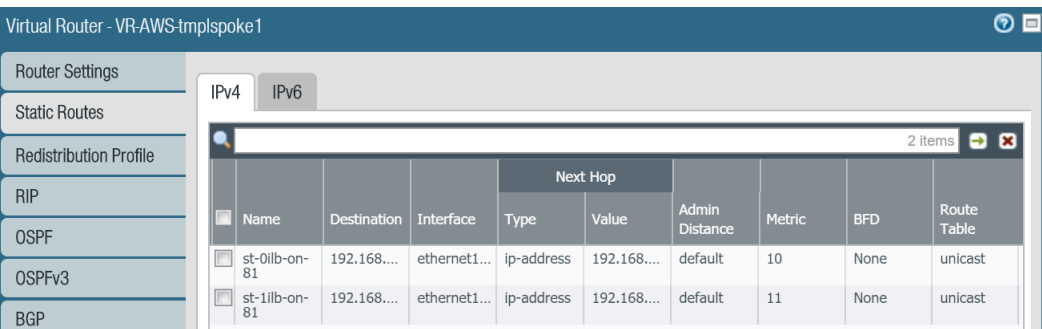 Virtual Router - VR-AWS-tmplspoke1
Router Settings
Static Routes
Redistribution Profile
RIP
OSPF
OSPFv3
BGP
IPv4 IPv6
2 items
Next Hop
Name Destination Interface Type Value Admin Distance Metric BFD Route Table
st-0ilb-on-81 192.168.... ethernet1... ip-address 192.168.... default 10 None unicast
st-1ilb-on-81 192.168.... ethernet1... ip-address 192.168.... default 11 None unicast